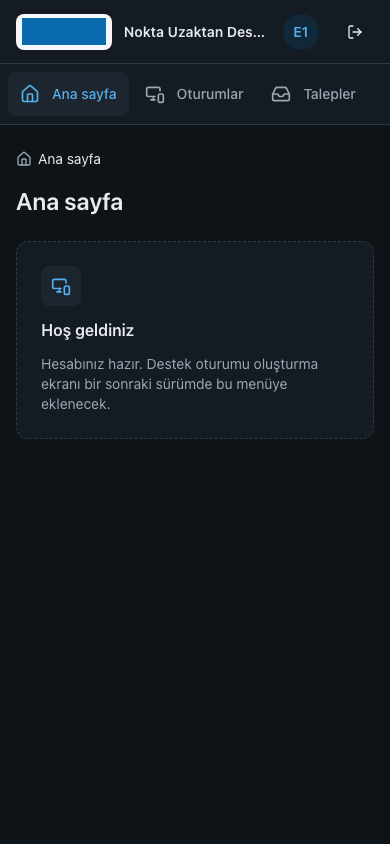 Nokta Uzaktan Des...
E1
Ana sayfa
Oturumlar
Talepler
Ana sayfa
Ana sayfa
Hoş geldiniz
Hesabınız hazır. Destek oturumu oluşturma
ekranı bir sonraki sürümde bu menüye
eklenecek.